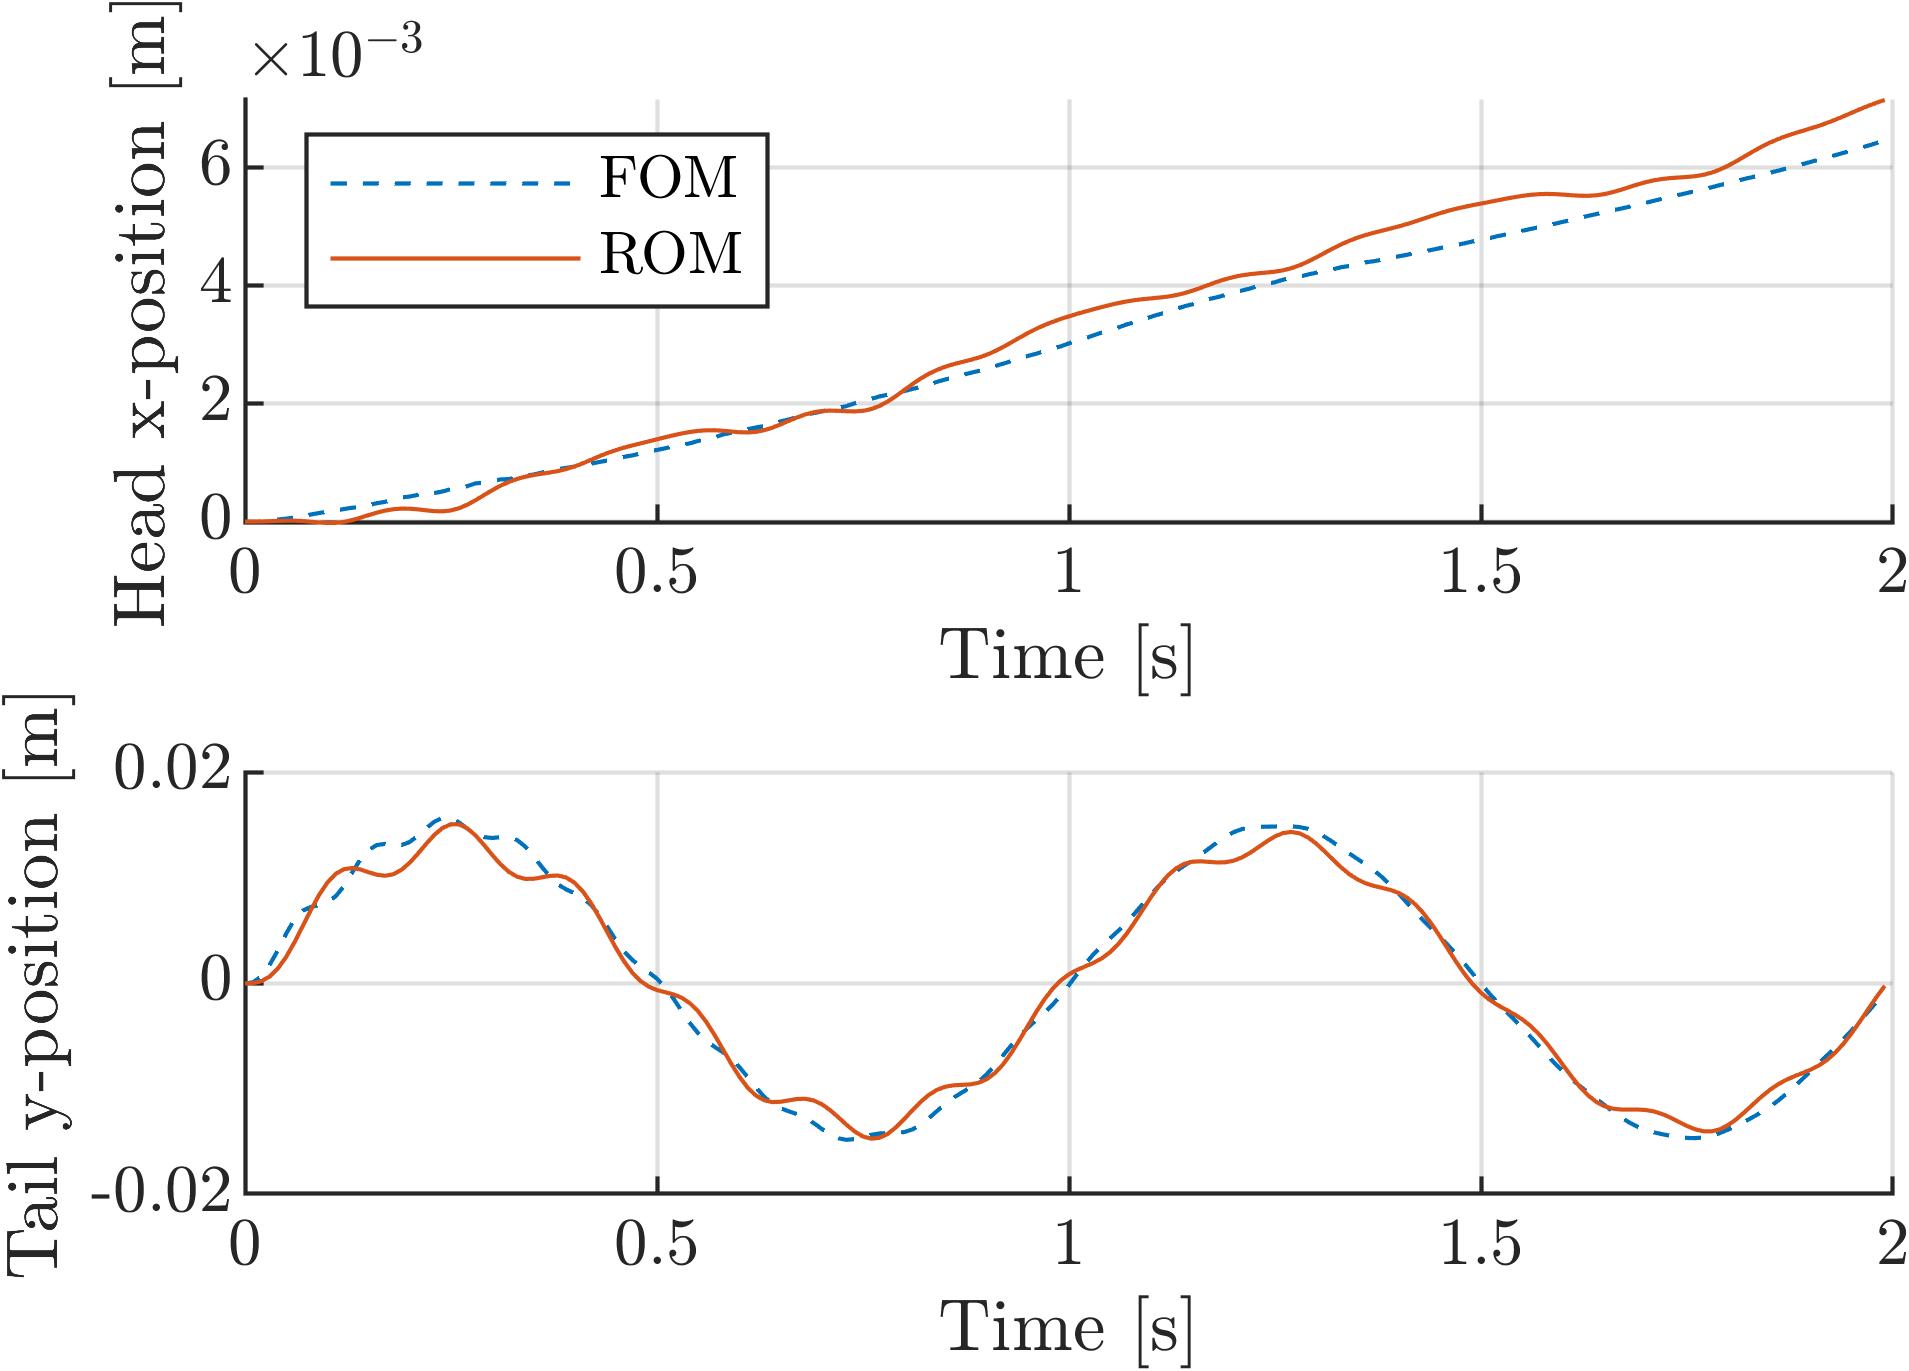 ×10⁻³
Head x-position [m]
6
4
2
0
FOM
ROM
0 0.5 1 1.5 2
Time [s]
Tail y-position [m]
0.02
0
-0.02
0 0.5 1 1.5 2
Time [s]